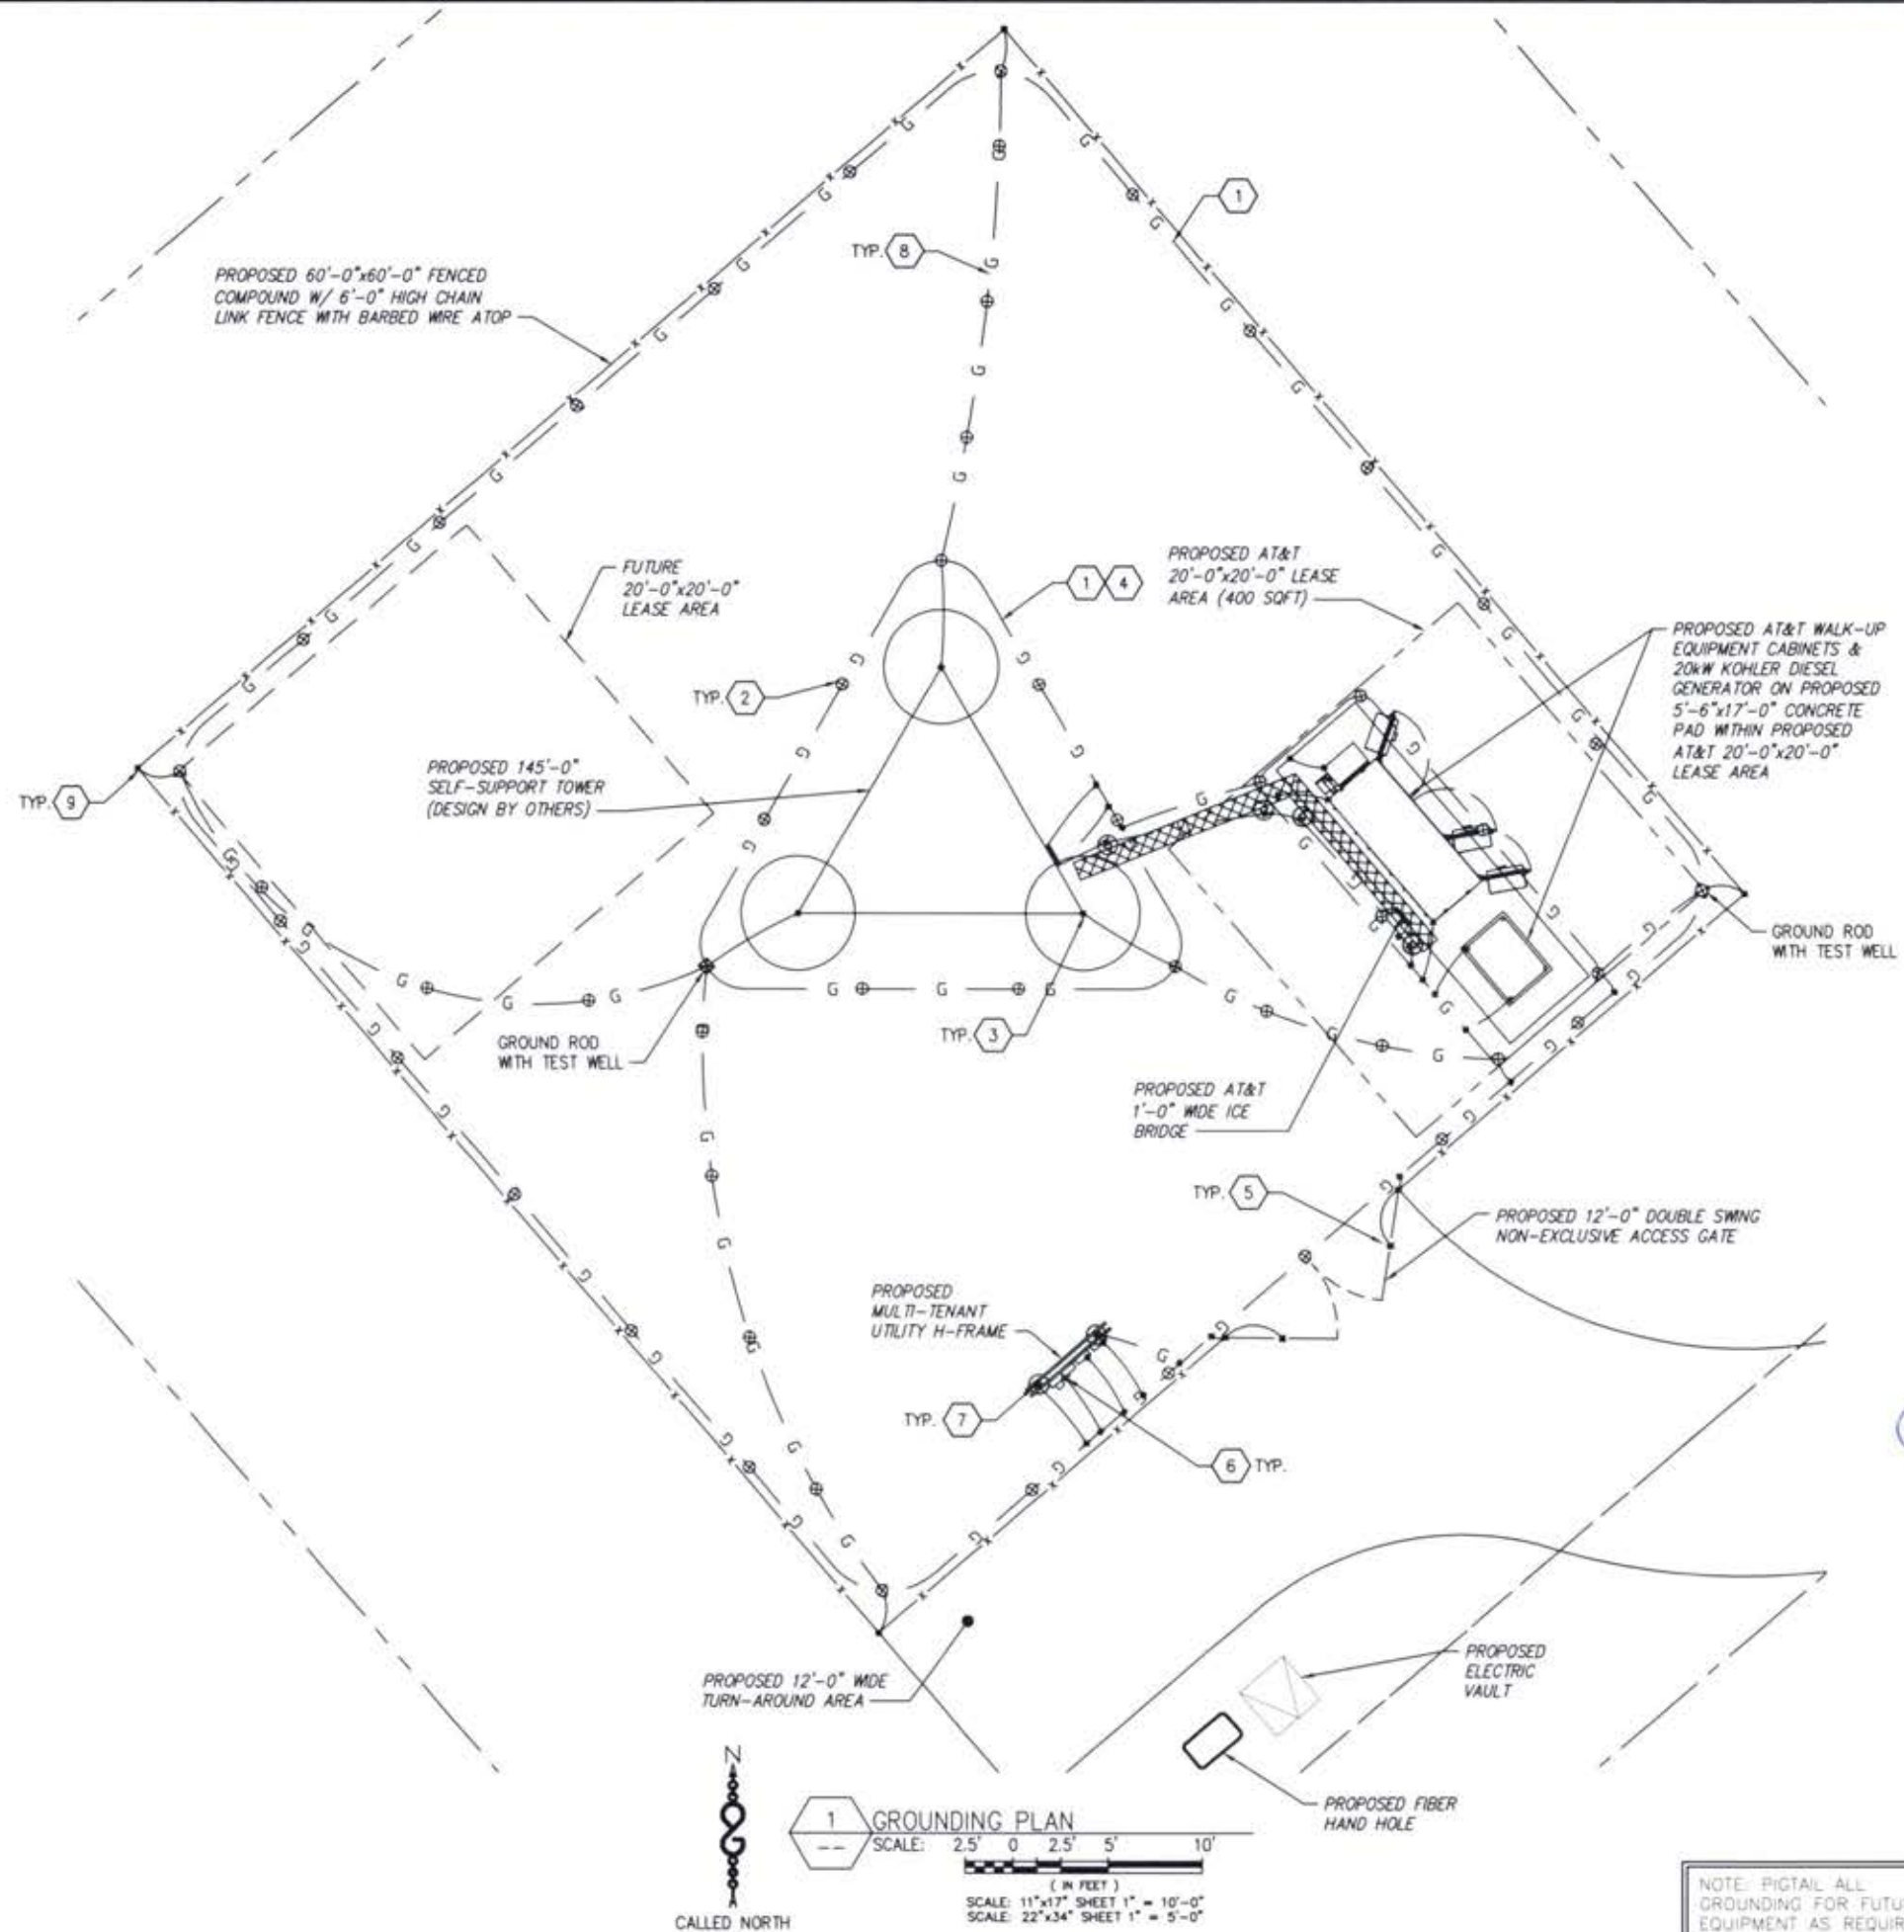 1
TYP. 8
PROPOSED 60'-0"x60'-0" FENCED
COMPOUND W/ 6'-0" HIGH CHAIN
LINK FENCE WITH BARBED WIRE ATOP
FUTURE
20'-0"x20'-0"
LEASE AREA
1 4
PROPOSED AT&T
20'-0"x20'-0" LEASE
AREA (400 SQFT)
PROPOSED AT&T WALK-UP
EQUIPMENT CABINETS &
20kW KOHLER DIESEL
GENERATOR ON PROPOSED
5'-6"x17'-0" CONCRETE
PAD WITHIN PROPOSED
AT&T 20'-0"x20'-0"
LEASE AREA
TYP. 2
PROPOSED 145'-0"
SELF-SUPPORT TOWER
(DESIGN BY OTHERS)
TYP. 9
GROUND ROD
WITH TEST WELL
GROUND ROD
WITH TEST WELL
TYP. 3
PROPOSED AT&T
1'-0" WIDE ICE
BRIDGE
TYP. 5
PROPOSED 12'-0" DOUBLE SWING
NON-EXCLUSIVE ACCESS GATE
PROPOSED
MULTI-TENANT
UTILITY H-FRAME
TYP. 7
6 TYP.
PROPOSED 12'-0" WIDE
TURN-AROUND AREA
PROPOSED
ELECTRIC
VAULT
PROPOSED FIBER
HAND HOLE
N
CALLED NORTH
1
--
GROUNDING PLAN
SCALE: 2.5' 0 2.5' 5' 10'
( IN FEET )
SCALE: 11"x17" SHEET 1" = 10'-0"
SCALE: 22"x34" SHEET 1" = 5'-0"
NOTE: PIGTAIL ALL
GROUNDING FOR
EQUIPMENT AS